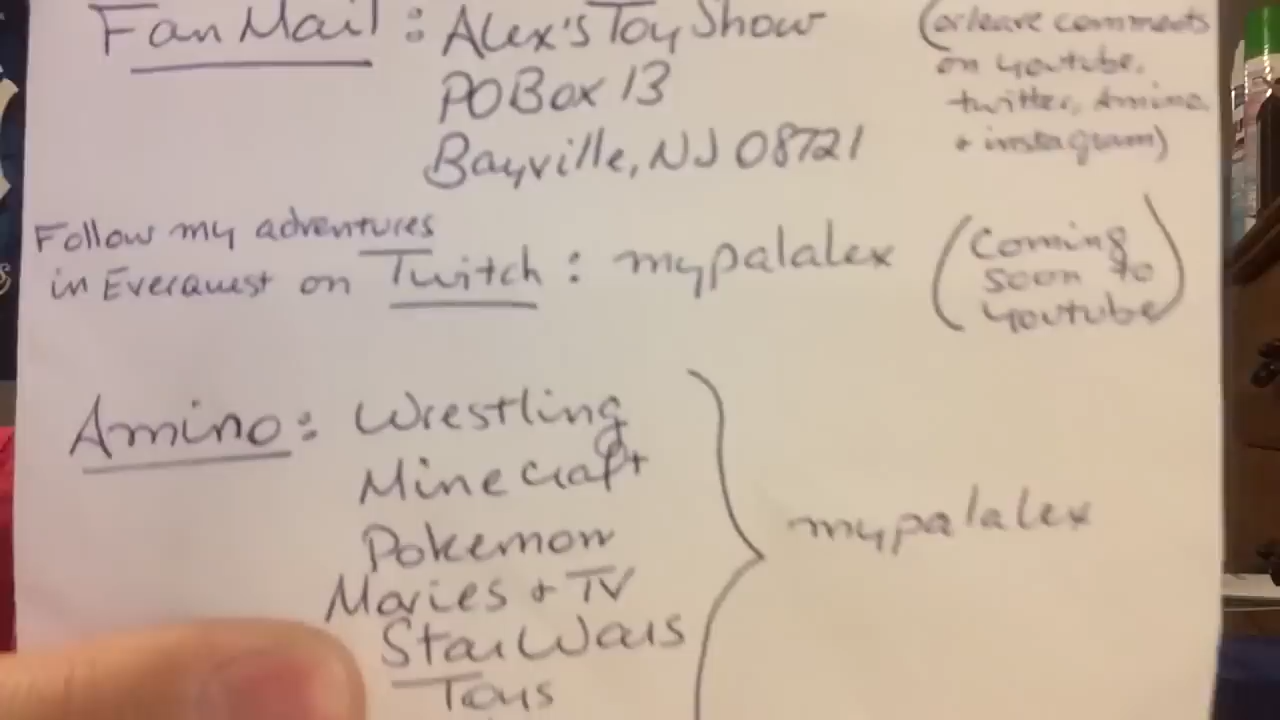 Fan Mail: Alex's Toy Show
PO Box 13
Bayville, NJ 08721
(or leave comments
on Youtube,
twitter, Amino,
+ instagram)
Follow my adventures
in Everquest on Twitch: mypalalex
(Coming
soon to
Youtube)
Amino: Wrestling
Minecraft
Pokemon
Movies + TV
Star Wars
Toys
mypalalex